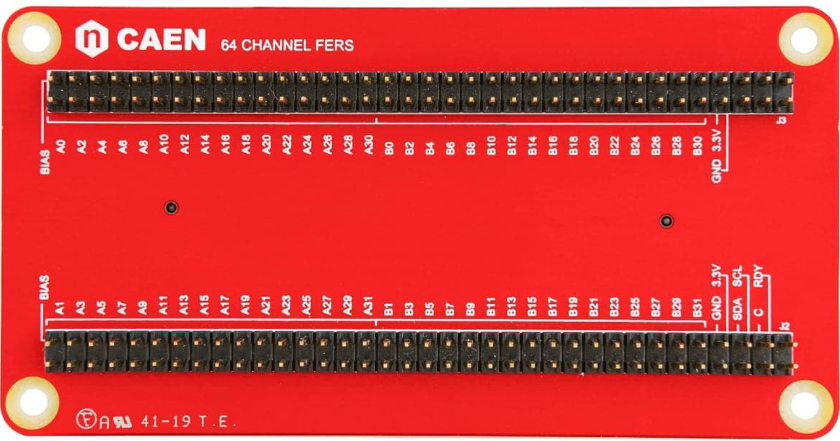 n CAEN 64 CHANNEL FERS
BIAS A0 A2 A4 A6 A8 A10 A12 A14 A16 A18 A20 A22 A24 A26 A28 A30 B0 B2 B4 B6 B8 B10 B12 B14 B16 B18 B20 B22 B24 B26 B28 B30 GND 3.3V
BIAS A1 A3 A5 A7 A9 A11 A13 A15 A17 A19 A21 A23 A25 A27 A29 A31 B1 B3 B5 B7 B9 B11 B13 B15 B17 B19 B21 B23 B25 B27 B29 B31 GND 3.3V SDA SCL C RDY
41-19 T.E.